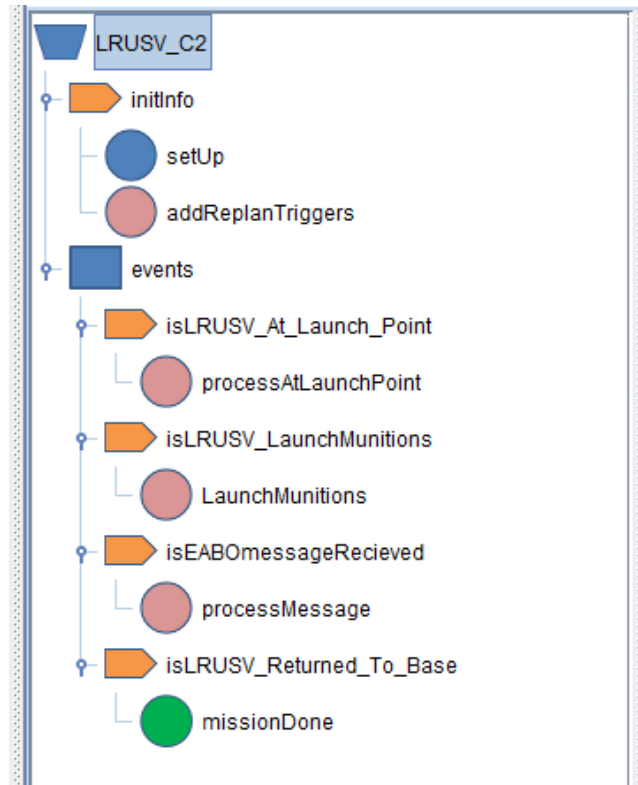 LRUSV_C2
initInfo
setUp
addReplanTriggers
events
isLRUSV_At_Launch_Point
processAtLaunchPoint
isLRUSV_LaunchMunitions
LaunchMunitions
isEABOmessageRecieved
processMessage
isLRUSV_Returned_To_Base
missionDone